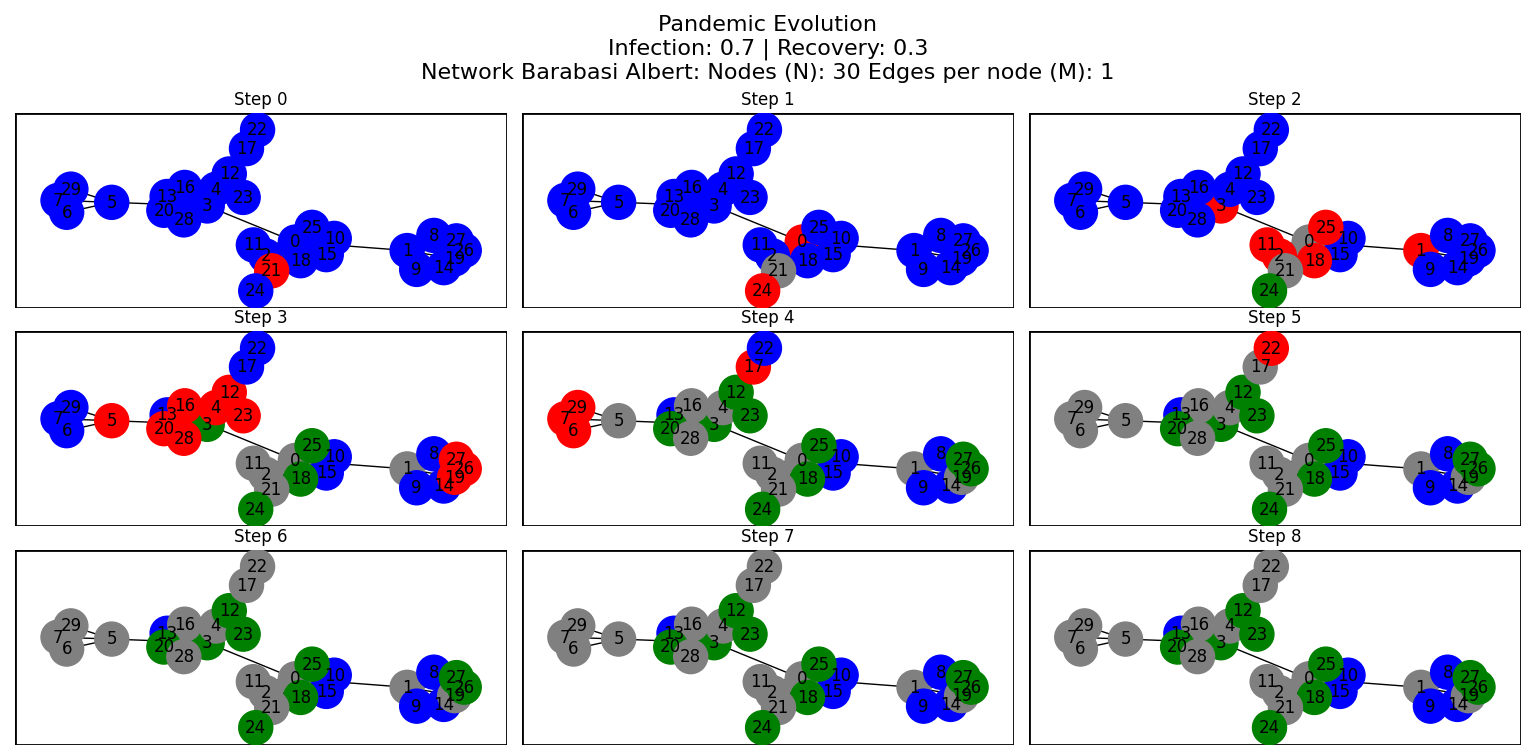 Pandemic Evolution
Infection: 0.7 | Recovery: 0.3
Network Barabasi Albert: Nodes (N): 30 Edges per node (M): 1
Step 0
22 17 12 29 16 4 13 23 7 5 3 20 6 28 25 8 10 27 0 11 1 26 2 15 19 18 14 9 21 24
Step 1
22 17 12 29 16 4 13 23 7 5 3 20 6 28 25 8 10 27 0 11 1 26 2 15 19 18 14 9 21 24
Step 2
22 17 12 29 16 4 13 23 7 5 3 20 6 28 25 8 10 27 0 11 1 26 2 15 19 18 14 9 21 24
Step 3
22 17 12 29 16 4 13 23 7 5 3 20 6 28 25 8 10 27 0 11 1 26 2 15 19 18 14 9 21 24
Step 4
22 17 12 29 16 4 13 23 7 5 3 20 6 28 25 8 10 27 0 11 1 26 2 15 19 18 14 9 21 24
Step 5
22 17 12 29 16 4 13 23 7 5 3 20 6 28 25 8 10 27 0 11 1 26 2 15 19 18 14 9 21 24
Step 6
22 17 12 29 16 4 13 23 7 5 3 20 6 28 25 8 10 27 0 11 1 26 2 15 19 18 14 9 21 24
Step 7
22 17 12 29 16 4 13 23 7 5 3 20 6 28 25 8 10 27 0 11 1 26 2 15 19 18 14 9 21 24
Step 8
22 17 12 29 16 4 13 23 7 5 3 20 6 28 25 8 10 27 0 11 1 26 2 15 19 18 14 9 21 24